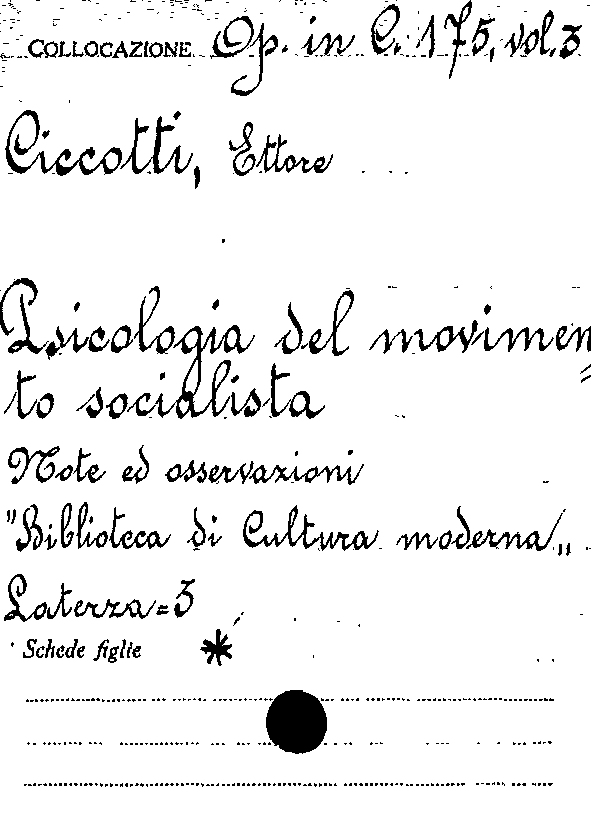 COLLOCAZIONE Op. in C. 175, vol. 3
Ciccotti, Ettore
Psicologia del movimen=
to socialista
Note ed osservazioni
"Biblioteca di Cultura moderna„
Laterza=3
Schede figlie *